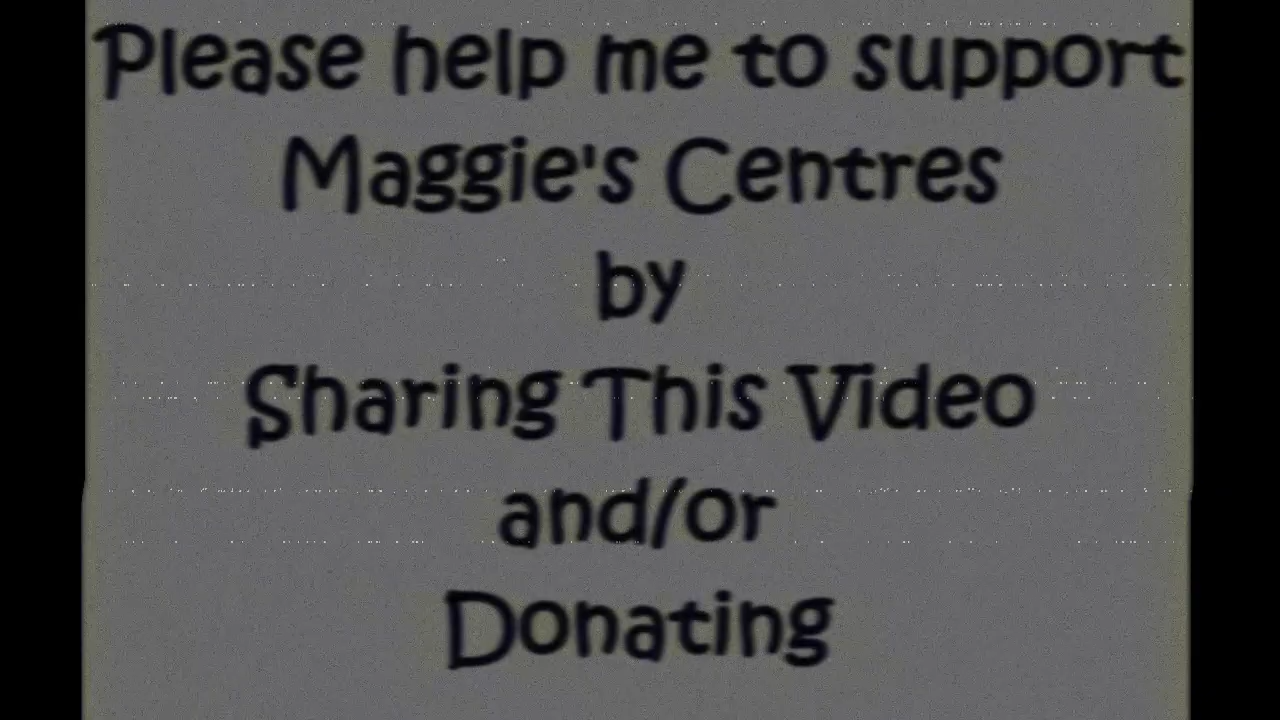 Please help me to support
Maggie's Centres
by
Sharing This Video
and/or
Donating